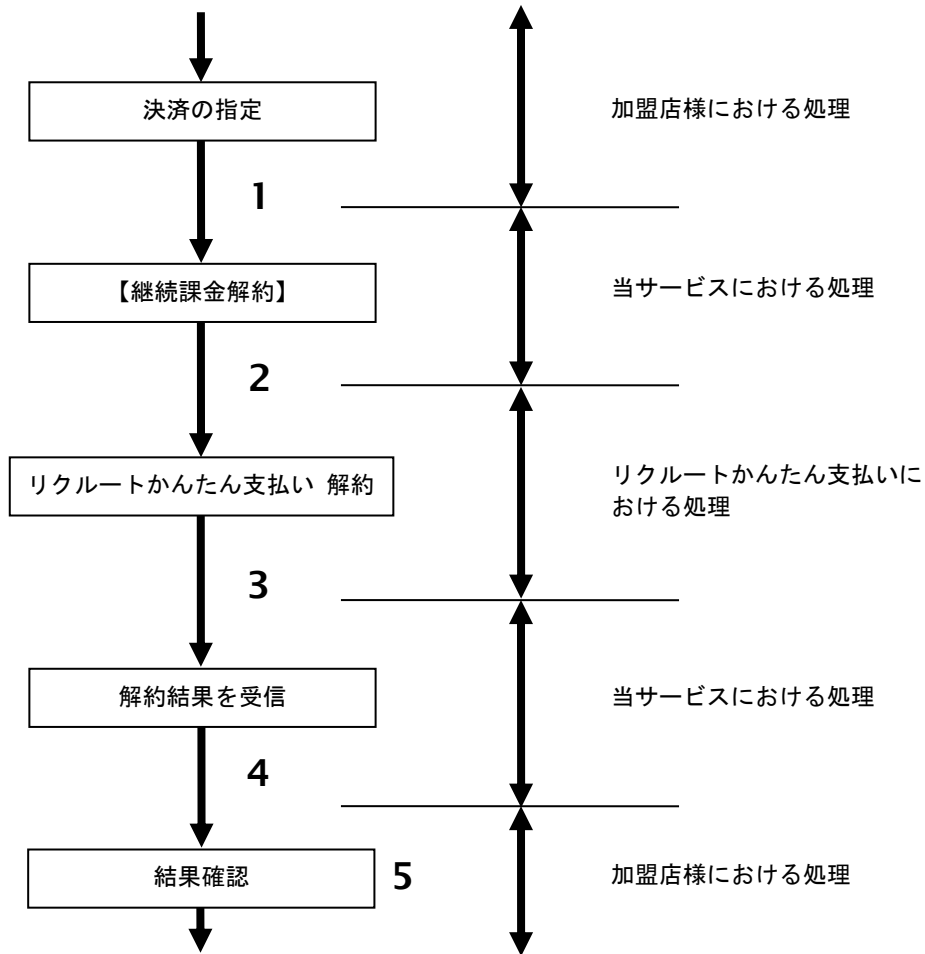 決済の指定
加盟店様における処理
1
【継続課金解約】
当サービスにおける処理
2
リクルートかんたん支払い 解約
リクルートかんたん支払いに
おける処理
3
解約結果を受信
当サービスにおける処理
4
結果確認
5
加盟店様における処理